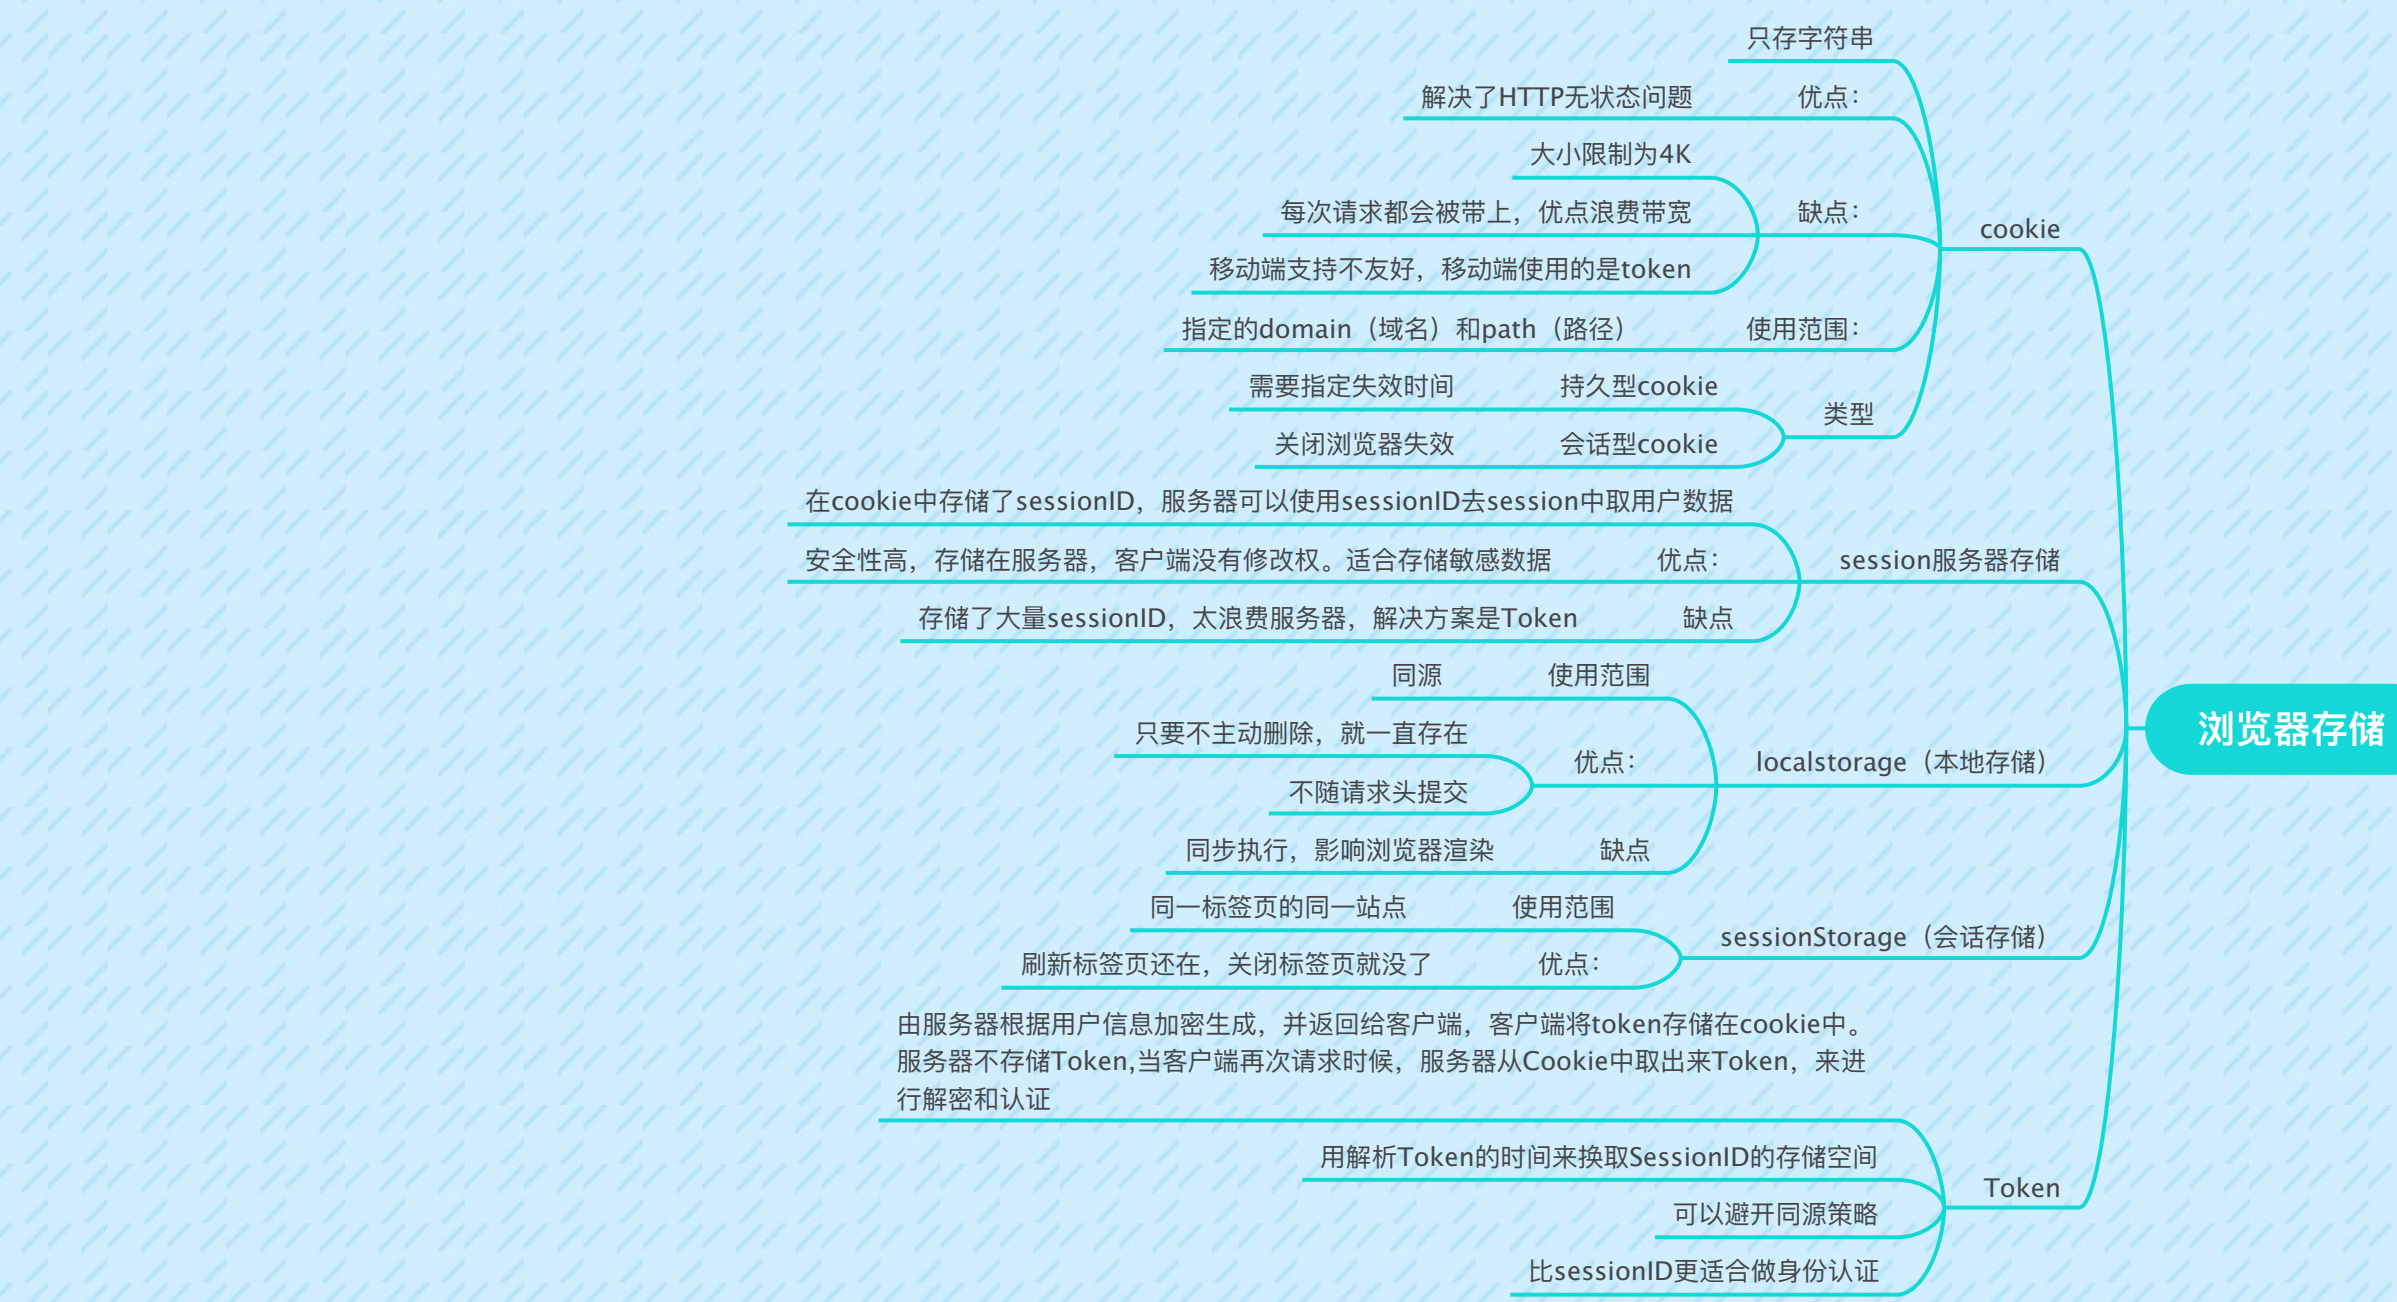 浏览器存储
cookie
只存字符串
优点：
解决了HTTP无状态问题
缺点：
大小限制为4K
每次请求都会被带上，优点浪费带宽
移动端支持不友好，移动端使用的是token
使用范围：
指定的domain（域名）和path（路径）
类型
持久型cookie
需要指定失效时间
会话型cookie
关闭浏览器失效
session服务器存储
在cookie中存储了sessionID，服务器可以使用sessionID去session中取用户数据
优点：
安全性高，存储在服务器，客户端没有修改权。适合存储敏感数据
缺点
存储了大量sessionID，太浪费服务器，解决方案是Token
localstorage（本地存储）
使用范围
同源
优点：
只要不主动删除，就一直存在
不随请求头提交
缺点
同步执行，影响浏览器渲染
sessionStorage（会话存储）
使用范围
同一标签页的同一站点
优点：
刷新标签页还在，关闭标签页就没了
Token
由服务器根据用户信息加密生成，并返回给客户端，客户端将token存储在cookie中。
服务器不存储Token,当客户端再次请求时候，服务器从Cookie中取出来Token，来进
行解密和认证
用解析Token的时间来换取SessionID的存储空间
可以避开同源策略
比sessionID更适合做身份认证